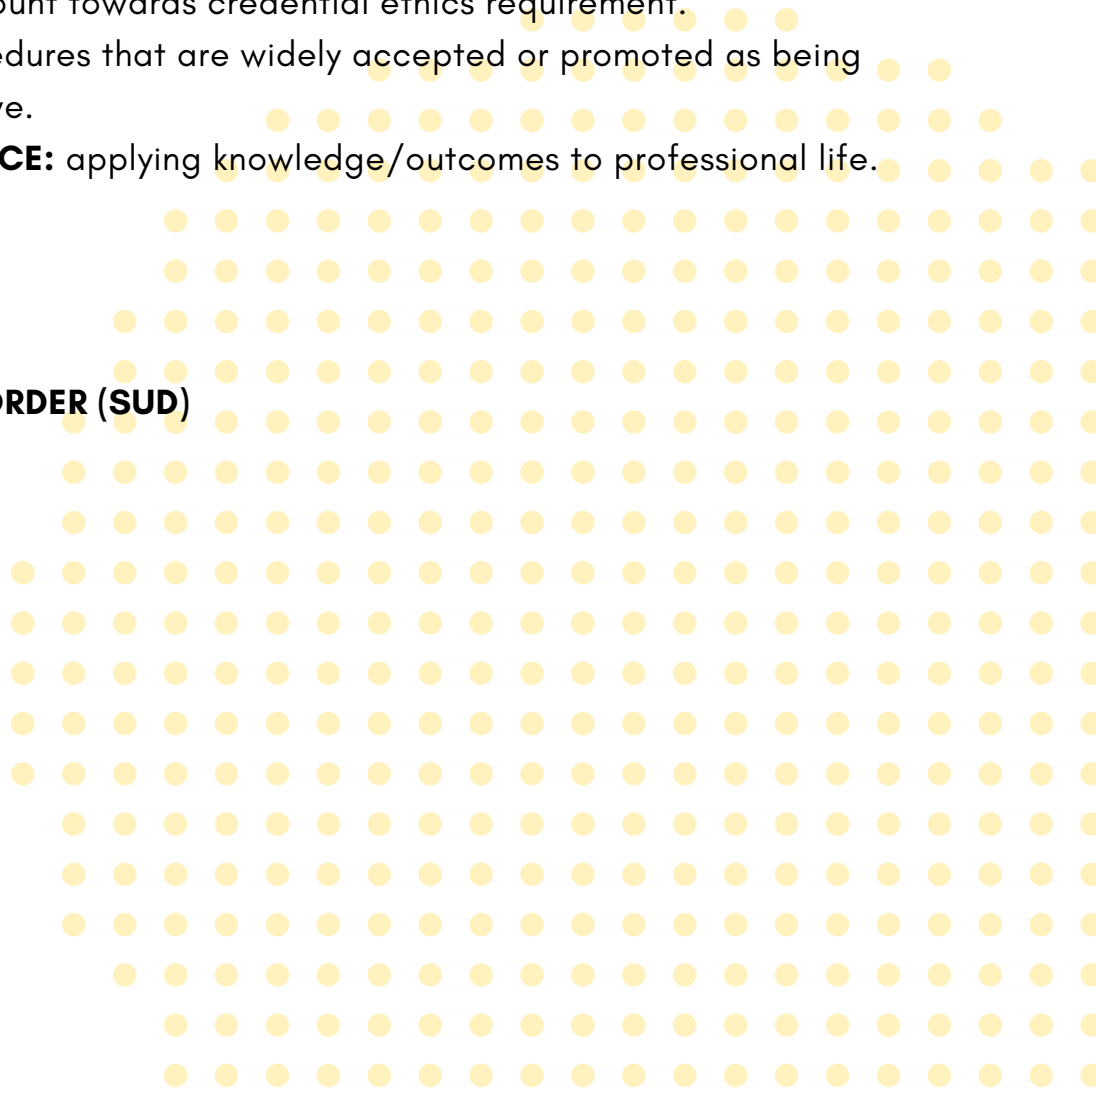 ount towards credential ethics requirement.
edures that are widely accepted or promoted as being
ve.
CE: applying knowledge/outcomes to professional life.
ORDER (SUD)